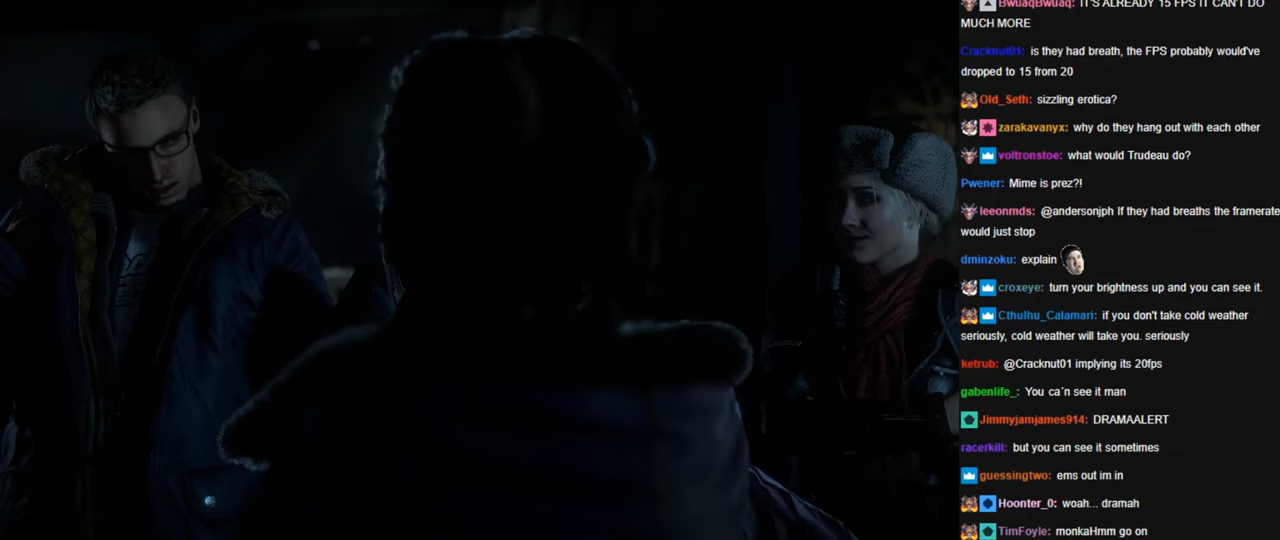 BwuaqBwuaq: IT'S ALREADY 15 FPS IT CAN'T DO
MUCH MORE
Cracknut01: is they had breath, the FPS probably would've
dropped to 15 from 20
Old_Seth: sizzling erotica?
zarakavanyx: why do they hang out with each other
voltronstoe: what would Trudeau do?
Pwener: Mime is prez?!
leeonmds: @andersonjph If they had breaths the framerate
would just stop
dminzoku: explain
croxeye: turn your brightness up and you can see it.
Cthulhu_Calamari: if you don't take cold weather
seriously, cold weather will take you. seriously
ketrub: @Cracknut01 implying its 20fps
gabenlife_: You ca´n see it man
Jimmyjamjames914: DRAMAALERT
racerkill: but you can see it sometimes
guessingtwo: ems out im in
Hoonter_0: woah... dramah
TimFoyle: monkaHmm go on